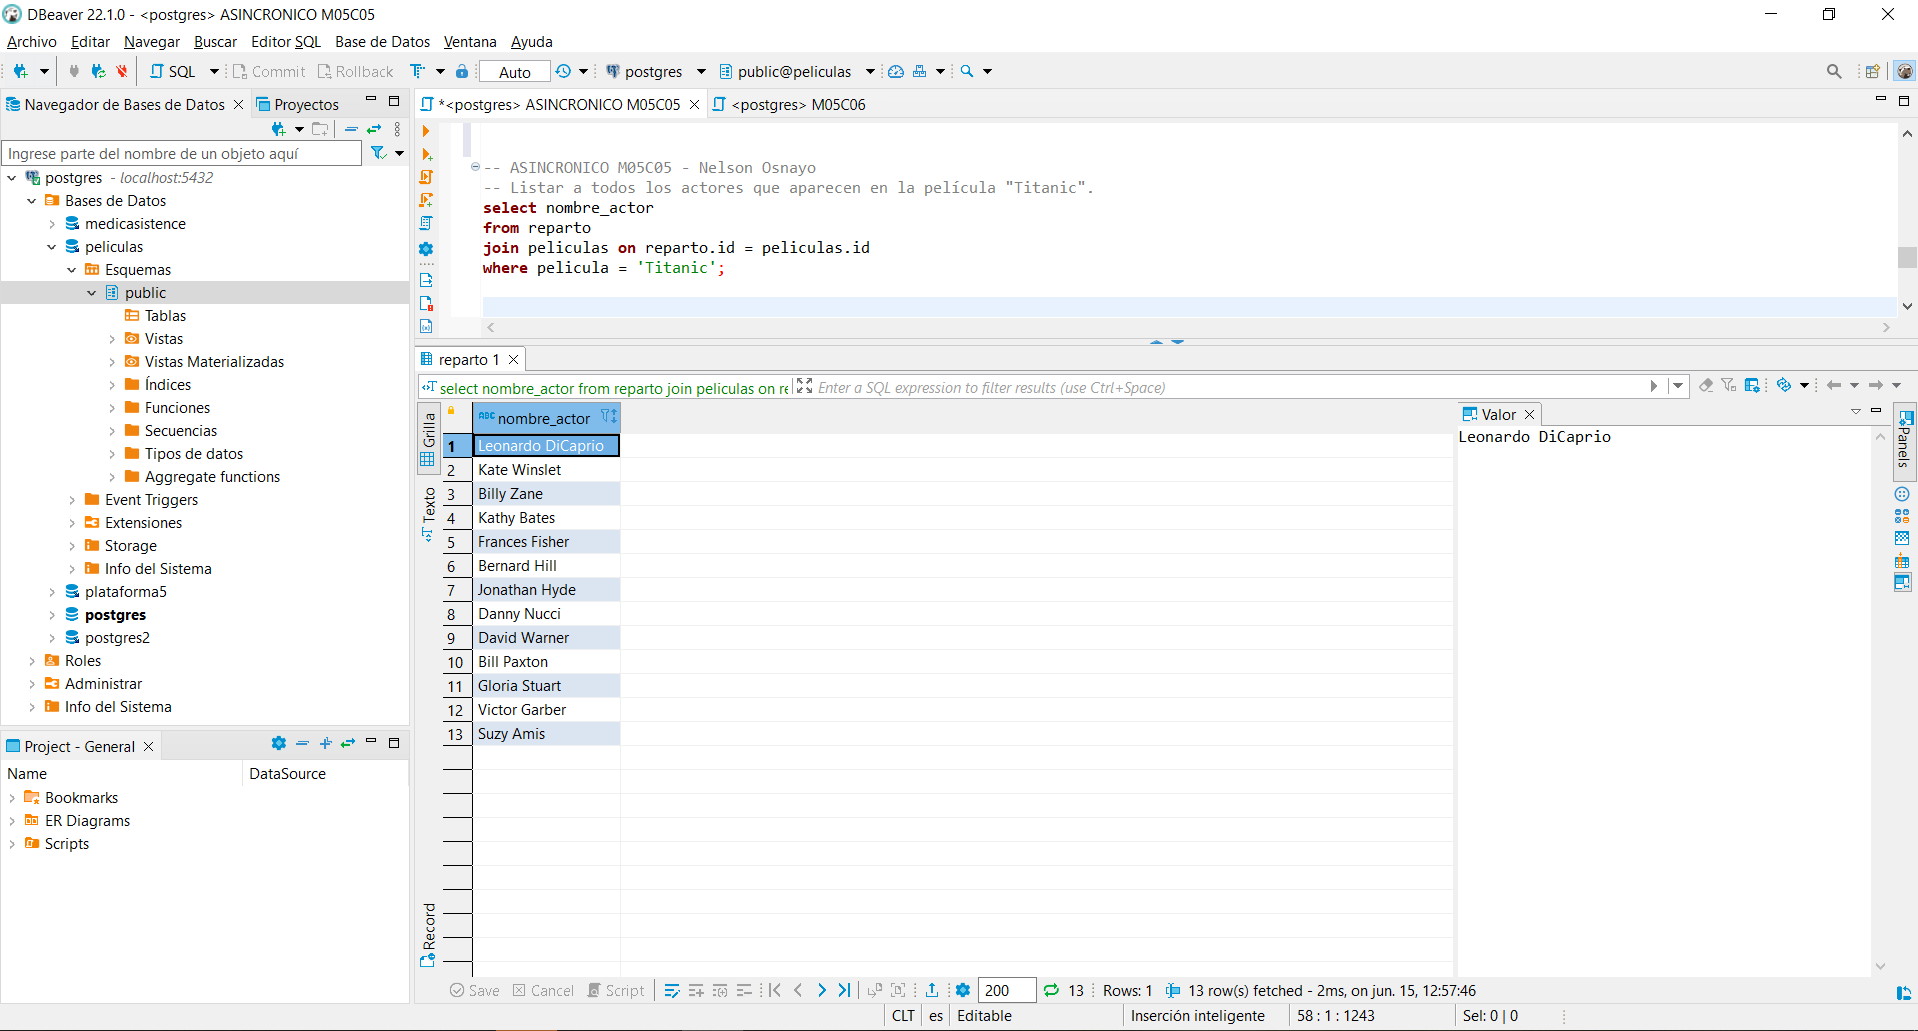 DBeaver 22.1.0 - <postgres> ASINCRONICO M05C05
Archivo Editar Navegar Buscar Editor SQL Base de Datos Ventana Ayuda
SQL Commit Rollback Auto postgres public@peliculas
Navegador de Bases de Datos Proyectos
Ingrese parte del nombre de un objeto aquí
postgres - localhost:5432
Bases de Datos
medicasistence
peliculas
Esquemas
public
Tablas
Vistas
Vistas Materializadas
Índices
Funciones
Secuencias
Tipos de datos
Aggregate functions
Event Triggers
Extensiones
Storage
Info del Sistema
plataforma5
postgres
postgres2
Roles
Administrar
Info del Sistema
Project - General
Name DataSource
Bookmarks
ER Diagrams
Scripts
*<postgres> ASINCRONICO M05C05 <postgres> M05C06
-- ASINCRONICO M05C05 - Nelson Osnayo
-- Listar a todos los actores que aparecen en la película "Titanic".
select nombre_actor
from reparto
join peliculas on reparto.id = peliculas.id
where pelicula = 'Titanic';
reparto 1
select nombre_actor from reparto join peliculas on re Enter a SQL expression to filter results (use Ctrl+Space)
Grilla
Texto
Record
ABC nombre_actor
1 Leonardo DiCaprio
2 Kate Winslet
3 Billy Zane
4 Kathy Bates
5 Frances Fisher
6 Bernard Hill
7 Jonathan Hyde
8 Danny Nucci
9 David Warner
10 Bill Paxton
11 Gloria Stuart
12 Victor Garber
13 Suzy Amis
Valor
Leonardo DiCaprio
Panels
Save Cancel Script 200 13 Rows: 1 13 row(s) fetched - 2ms, on jun. 15, 12:57:46
CLT es Editable Inserción inteligente 58 : 1 : 1243 Sel: 0 | 0